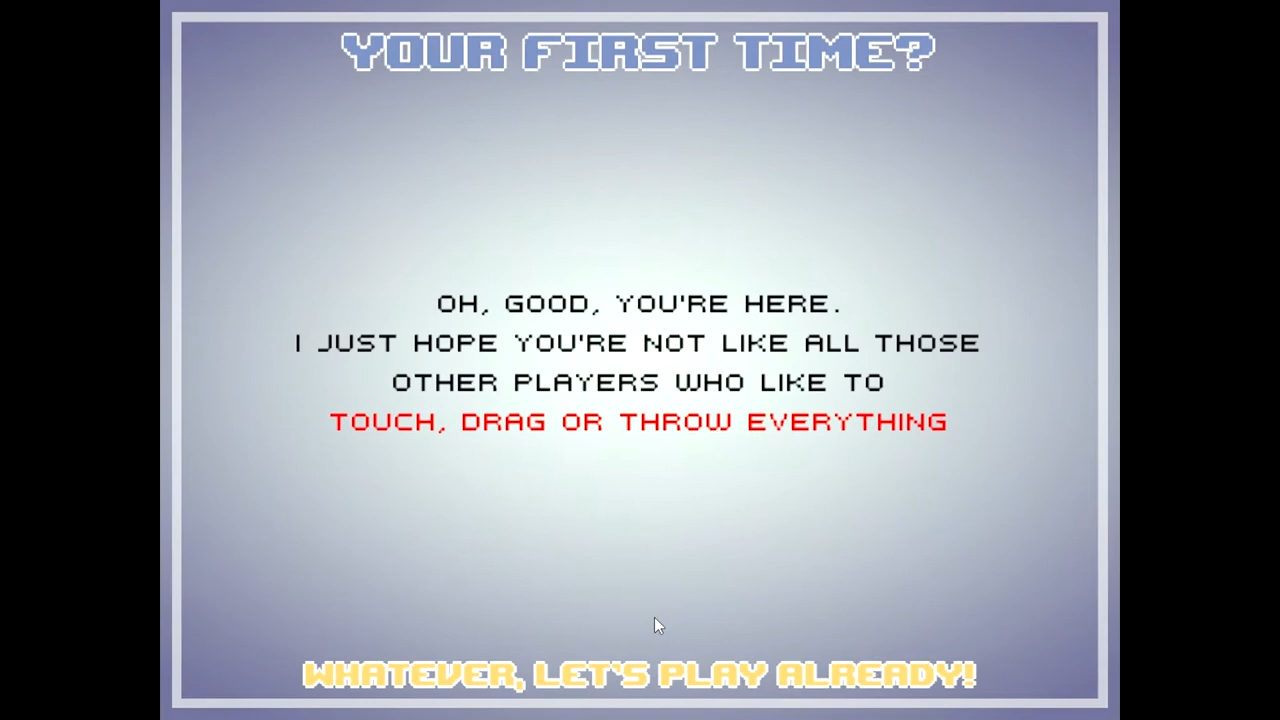 YOUR FIRST TIME?
OH, GOOD, YOU'RE HERE.
I JUST HOPE YOU'RE NOT LIKE ALL THOSE
OTHER PLAYERS WHO LIKE TO
TOUCH, DRAG OR THROW EVERYTHING
WHATEVER, LET'S PLAY ALREADY!